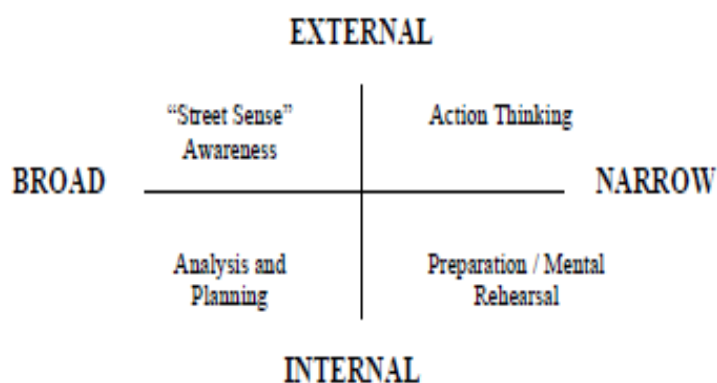 EXTERNAL
“Street Sense”
Awareness
Action Thinking
BROAD
NARROW
Analysis and
Planning
Preparation / Mental
Rehearsal
INTERNAL